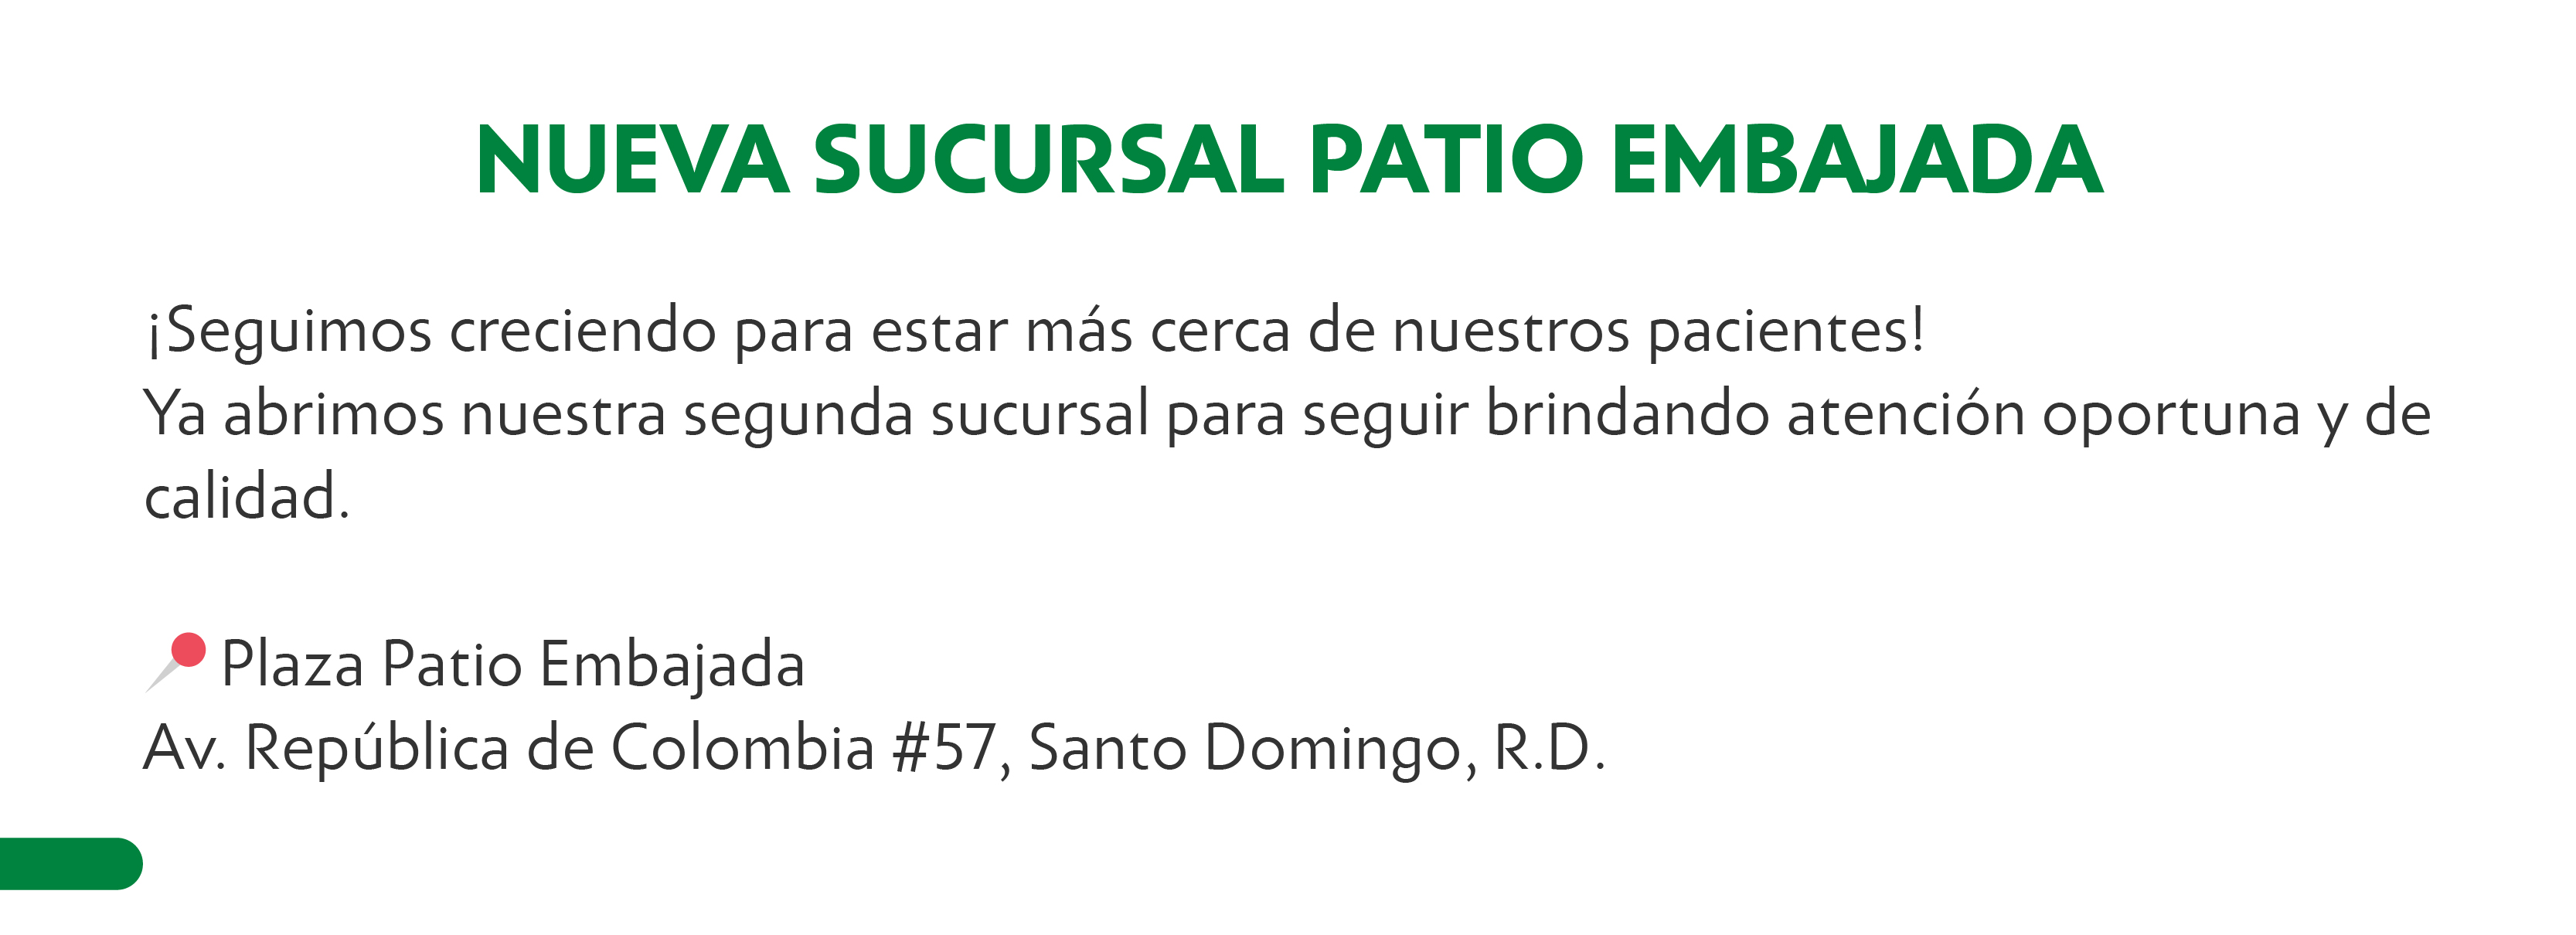 NUEVA SUCURSAL PATIO EMBAJADA
¡Seguimos creciendo para estar más cerca de nuestros pacientes!
Ya abrimos nuestra segunda sucursal para seguir brindando atención oportuna y de
calidad.
📍 Plaza Patio Embajada
Av. República de Colombia #57, Santo Domingo, R.D.